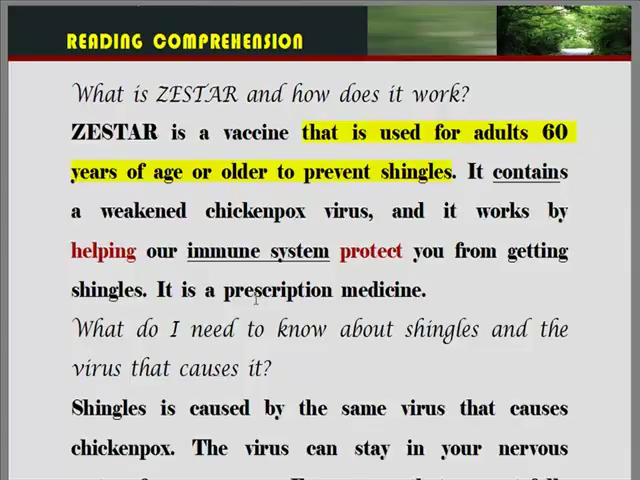 READING COMPREHENSION
What is ZESTAR and how does it work?
ZESTAR is a vaccine that is used for adults 60
years of age or older to prevent shingles. It contains
a weakened chickenpox virus, and it works by
helping our immune system protect you from getting
shingles. It is a prescription medicine.
What do I need to know about shingles and the
virus that causes it?
Shingles is caused by the same virus that causes
chickenpox. The virus can stay in your nervous